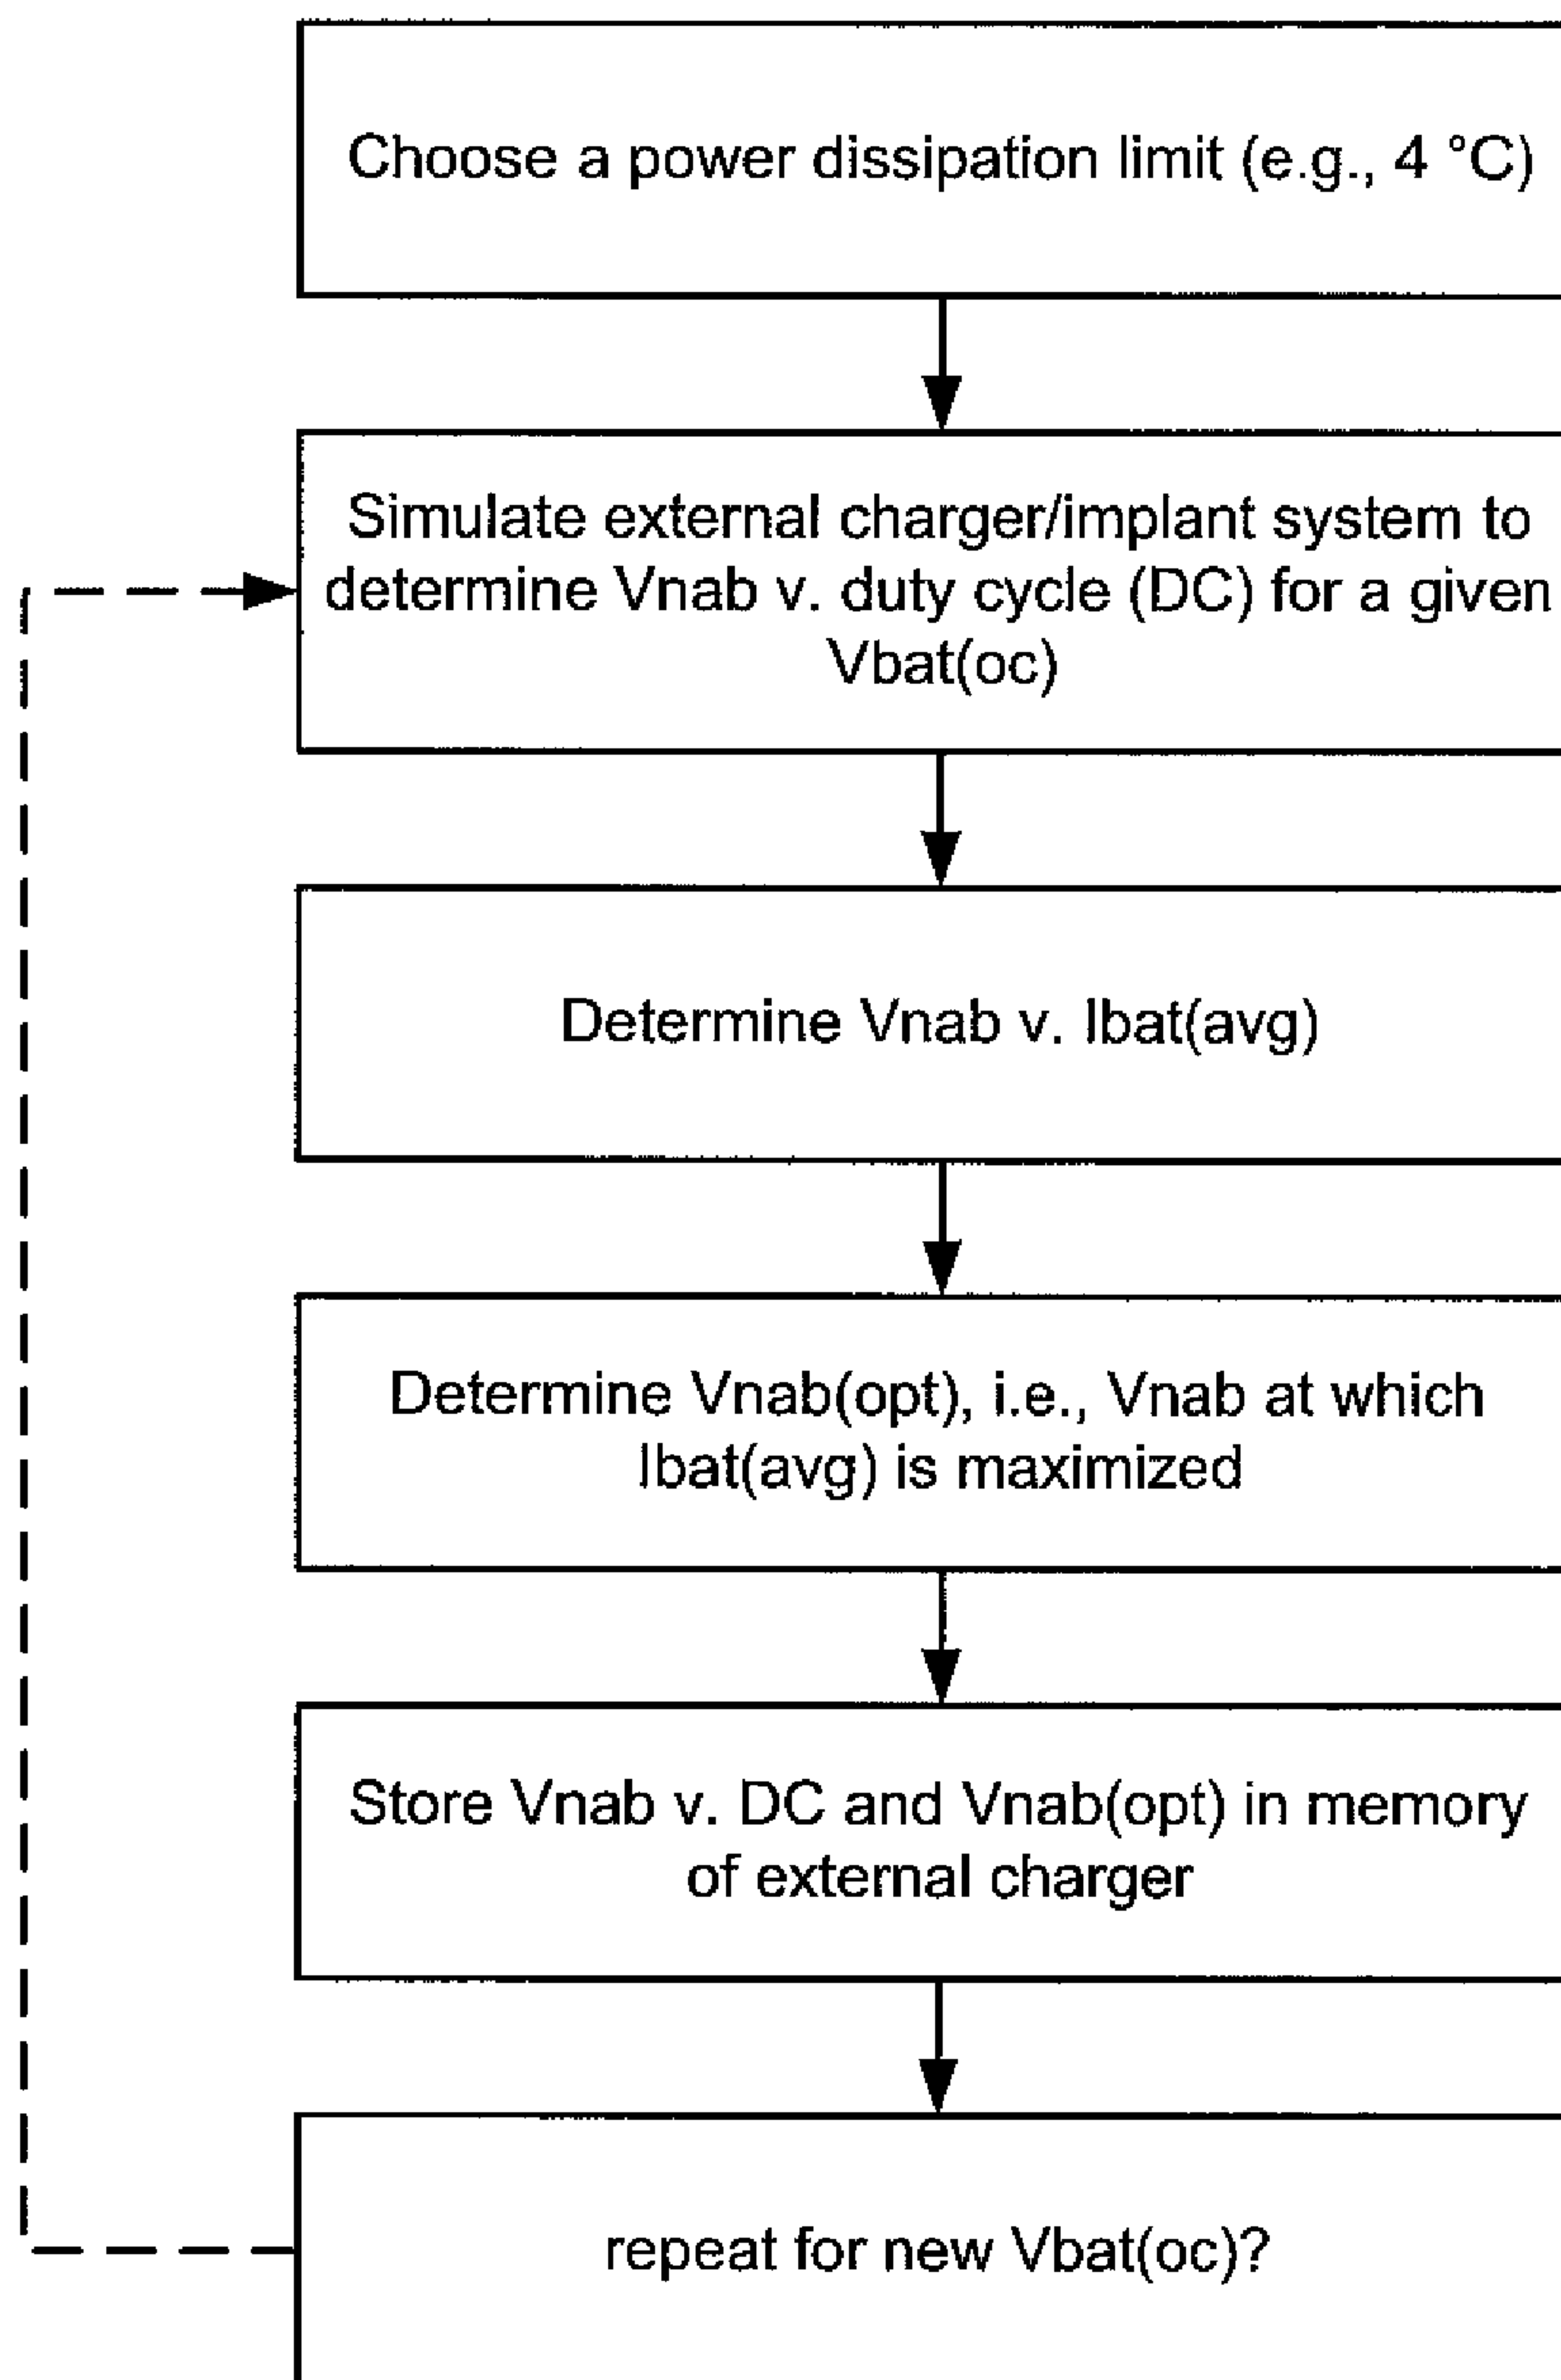 Choose a power dissipation limit (e.g., 4 °C)
Simulate external charger/implant system to
determine Vnab v. duty cycle (DC) for a given
Vbat(oc)
Determine Vnab v. Ibat(avg)
Determine Vnab(opt), i.e., Vnab at which
Ibat(avg) is maximized
Store Vnab v. DC and Vnab(opt) in memory
of external charger
repeat for new Vbat(oc)?